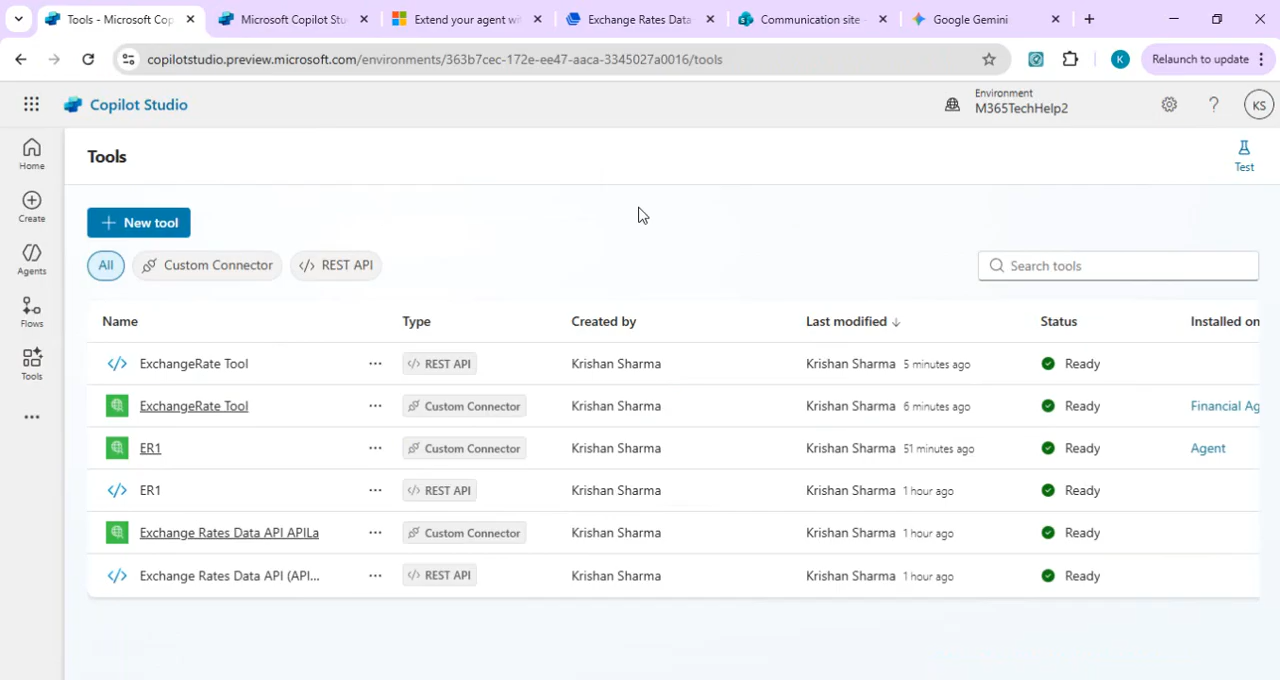 Tools - Microsoft Cop
Microsoft Copilot Stu
Extend your agent wi
Exchange Rates Data
Communication site -
Google Gemini
copilotstudio.preview.microsoft.com/environments/363b7cec-172e-ee47-aaca-3345027a0016/tools
K
Relaunch to update
Copilot Studio
Environment
M365TechHelp2
?
KS
Home
Create
Agents
Flows
Tools
Tools
Test
New tool
All
Custom Connector
REST API
Search tools
Name Type Created by Last modified Status Installed on
ExchangeRate Tool ··· REST API Krishan Sharma Krishan Sharma 5 minutes ago Ready
ExchangeRate Tool ··· Custom Connector Krishan Sharma Krishan Sharma 6 minutes ago Ready Financial Ag
ER1 ··· Custom Connector Krishan Sharma Krishan Sharma 51 minutes ago Ready Agent
ER1 ··· REST API Krishan Sharma Krishan Sharma 1 hour ago Ready
Exchange Rates Data API APILa ··· Custom Connector Krishan Sharma Krishan Sharma 1 hour ago Ready
Exchange Rates Data API (API... ··· REST API Krishan Sharma Krishan Sharma 1 hour ago Ready